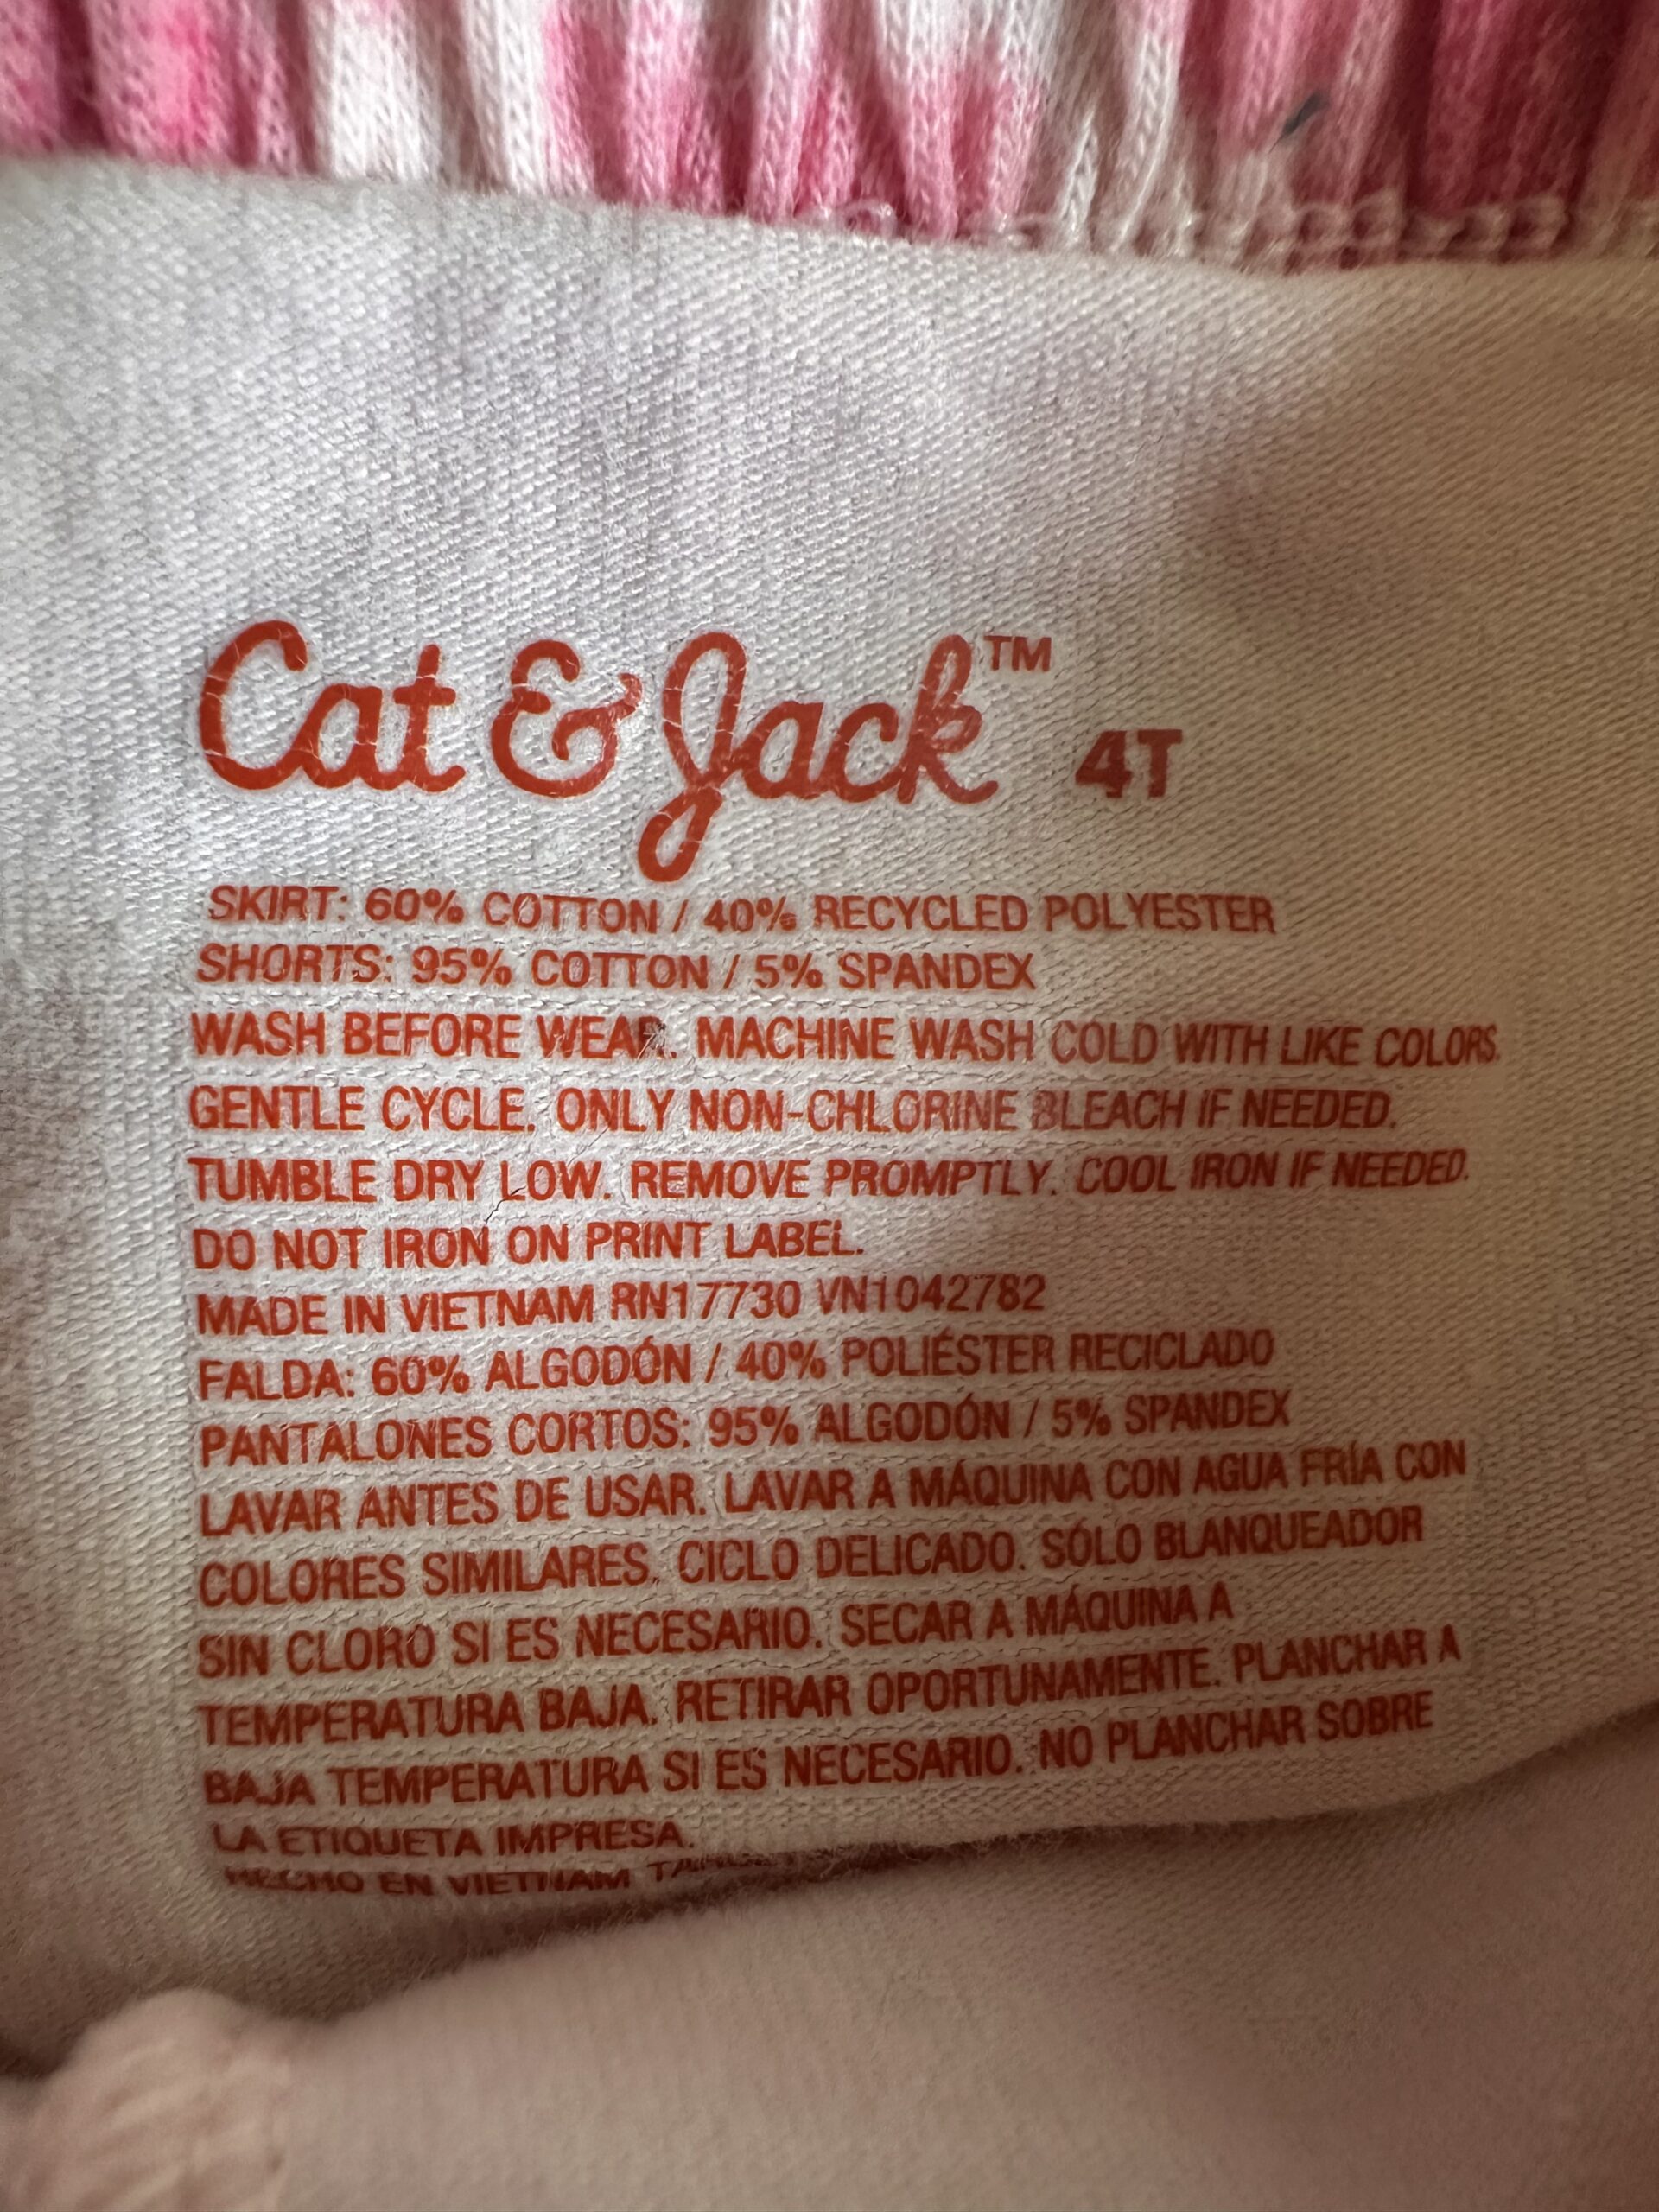 Cat & Jack™ 4T
SKIRT: 60% COTTON / 40% RECYCLED POLYESTER
SHORTS: 95% COTTON / 5% SPANDEX
WASH BEFORE WEAR. MACHINE WASH COLD WITH LIKE COLORS.
GENTLE CYCLE. ONLY NON-CHLORINE BLEACH IF NEEDED.
TUMBLE DRY LOW. REMOVE PROMPTLY. COOL IRON IF NEEDED.
DO NOT IRON ON PRINT LABEL.
MADE IN VIETNAM RN17730 VN1042782
FALDA: 60% ALGODÓN / 40% POLIÉSTER RECICLADO
PANTALONES CORTOS: 95% ALGODÓN / 5% SPANDEX
LAVAR ANTES DE USAR. LAVAR A MÁQUINA CON AGUA FRÍA CON
COLORES SIMILARES. CICLO DELICADO. SÓLO BLANQUEADOR
SIN CLORO SI ES NECESARIO. SECAR A MÁQUINA A
TEMPERATURA BAJA. RETIRAR OPORTUNAMENTE. PLANCHAR A
BAJA TEMPERATURA SI ES NECESARIO. NO PLANCHAR SOBRE
LA ETIQUETA IMPRESA.
HECHO EN VIETNAM